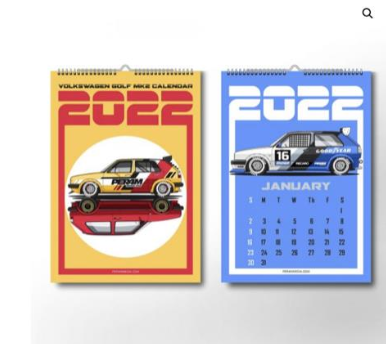 VOLKSWAGEN GOLF MK2 CALENDAR
2022
2022
16
GOODYEAR
JANUARY
S M T W Th F S
1
2 3 4 5 6 7 8
9 10 11 12 13 14 15
16 17 18 19 20 21 22
23 24 25 26 27 28 29
30 31